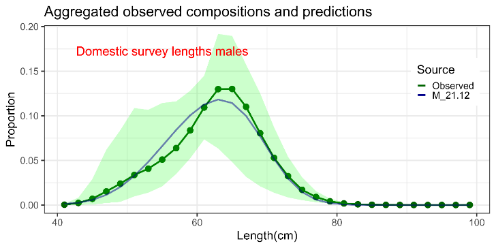 Aggregated observed compositions and predictions
0.20
Domestic survey lengths males
0.15
Source
Observed
M_21.12
0.10
Proportion
0.05
0.00
40 60 80 100
Length(cm)